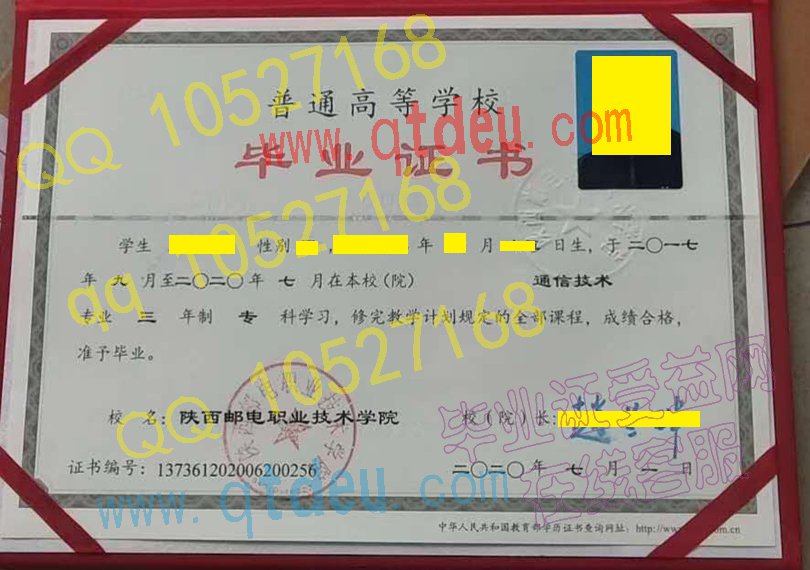 普通高等学校
毕业证书
www.qtdeu.com
QQ 10527168
QQ 10527168
学生 性别 , 年 月 日生，于二〇一七
年 九 月至二〇二〇年 七 月在本校(院) 通信技术
qq 10527168
专业 三 年制 专 科学习，修完教学计划规定的全部课程，成绩合格，
准予毕业。
QQ 10527168
校 名：陕西邮电职业技术学院 校(院)长：
毕业证受益网
在线客服
证书编号：137361202006200256 二〇二〇年 七 月 一 日
www.qtdeu.com
中华人民共和国教育部学历证书查询网址：http://www. .com.cn